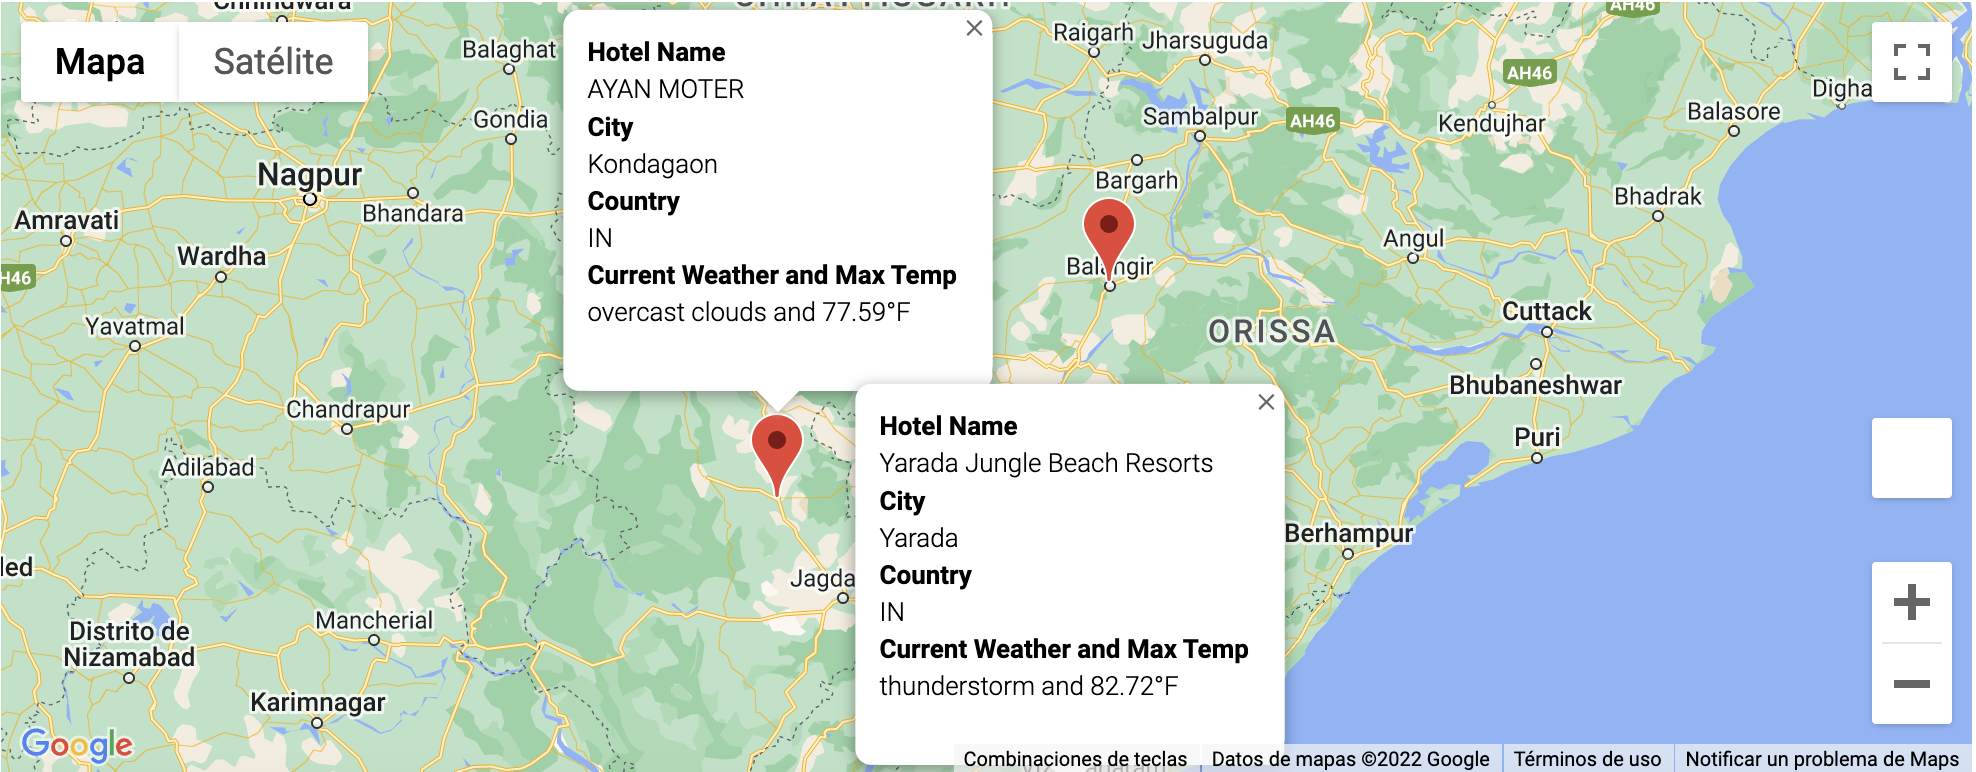 Chhindwara
Mapa
Satélite
Balaghat
Gondia
Nagpur
Bhandara
Amravati
Wardha
H46
Yavatmal
Chandrapur
Adilabad
Mancherial
Distrito de
Nizamabad
Karimnagar
Google
Hotel Name
AYAN MOTER
City
Kondagaon
Country
IN
Current Weather and Max Temp
overcast clouds and 77.59°F
Jagda
Hotel Name
Yarada Jungle Beach Resorts
City
Yarada
Country
IN
Current Weather and Max Temp
thunderstorm and 82.72°F
Raigarh
Jharsuguda
AH46
AH46
AH46
Digha
Sambalpur
Kendujhar
Balasore
Bargarh
Bhadrak
Balangir
Angul
ORISSA
Cuttack
Bhubaneshwar
Puri
Berhampur
Combinaciones de teclas
Datos de mapas ©2022 Google
Términos de uso
Notificar un problema de Maps